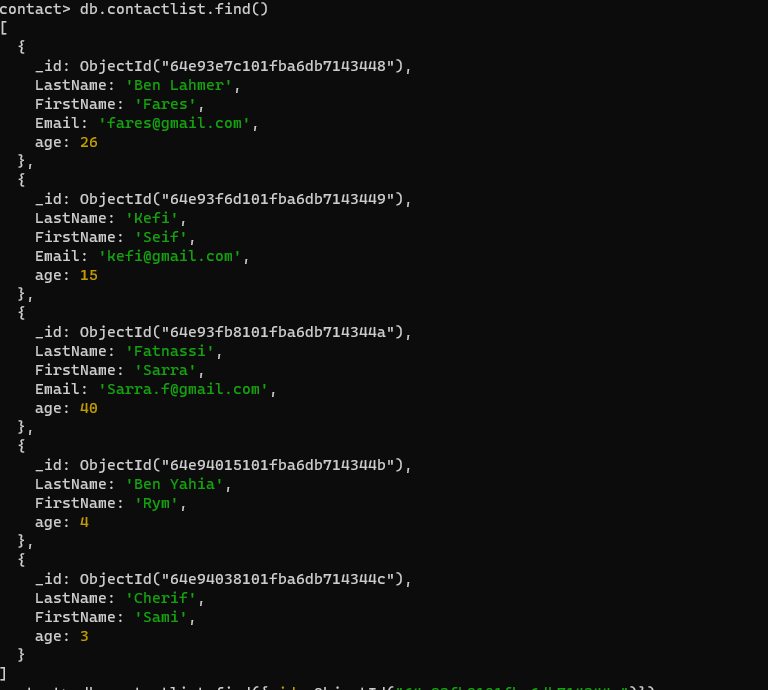 contact> db.contactlist.find()
[
  {
    _id: ObjectId("64e93e7c101fba6db7143448"),
    LastName: 'Ben Lahmer',
    FirstName: 'Fares',
    Email: 'fares@gmail.com',
    age: 26
  },
  {
    _id: ObjectId("64e93f6d101fba6db7143449"),
    LastName: 'Kefi',
    FirstName: 'Seif',
    Email: 'kefi@gmail.com',
    age: 15
  },
  {
    _id: ObjectId("64e93fb8101fba6db714344a"),
    LastName: 'Fatnassi',
    FirstName: 'Sarra',
    Email: 'Sarra.f@gmail.com',
    age: 40
  },
  {
    _id: ObjectId("64e94015101fba6db714344b"),
    LastName: 'Ben Yahia',
    FirstName: 'Rym',
    age: 4
  },
  {
    _id: ObjectId("64e94038101fba6db714344c"),
    LastName: 'Cherif',
    FirstName: 'Sami',
    age: 3
  }
]